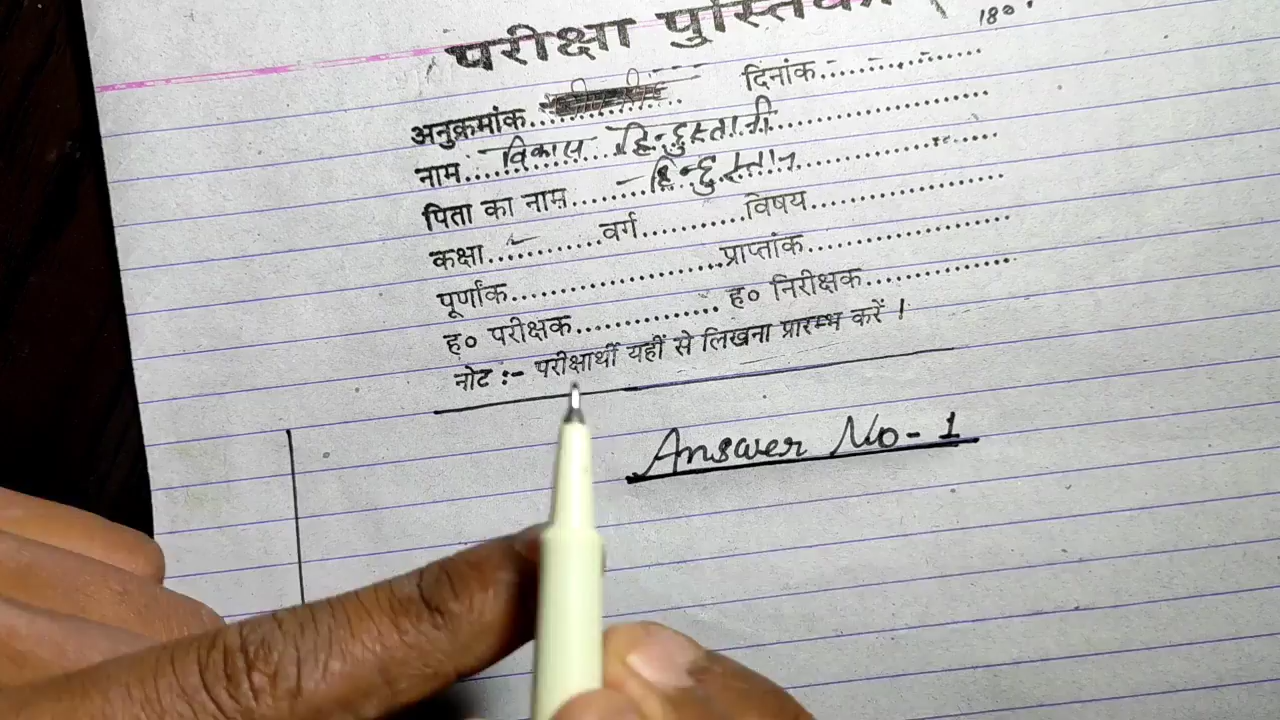 परीक्षा पुस्तिका
180.
अनुक्रमांक.................... दिनांक....................
नाम.....विकास हिन्दुस्तानी....................
पिता का नाम.......हिन्दुस्तान....................
कक्षा............वर्ग..........विषय....................
पूर्णांक....................प्राप्तांक....................
ह० परीक्षक............... ह० निरीक्षक...............
नोट :- परीक्षार्थी यहीं से लिखना प्रारम्भ करें ।
Answer No - 1